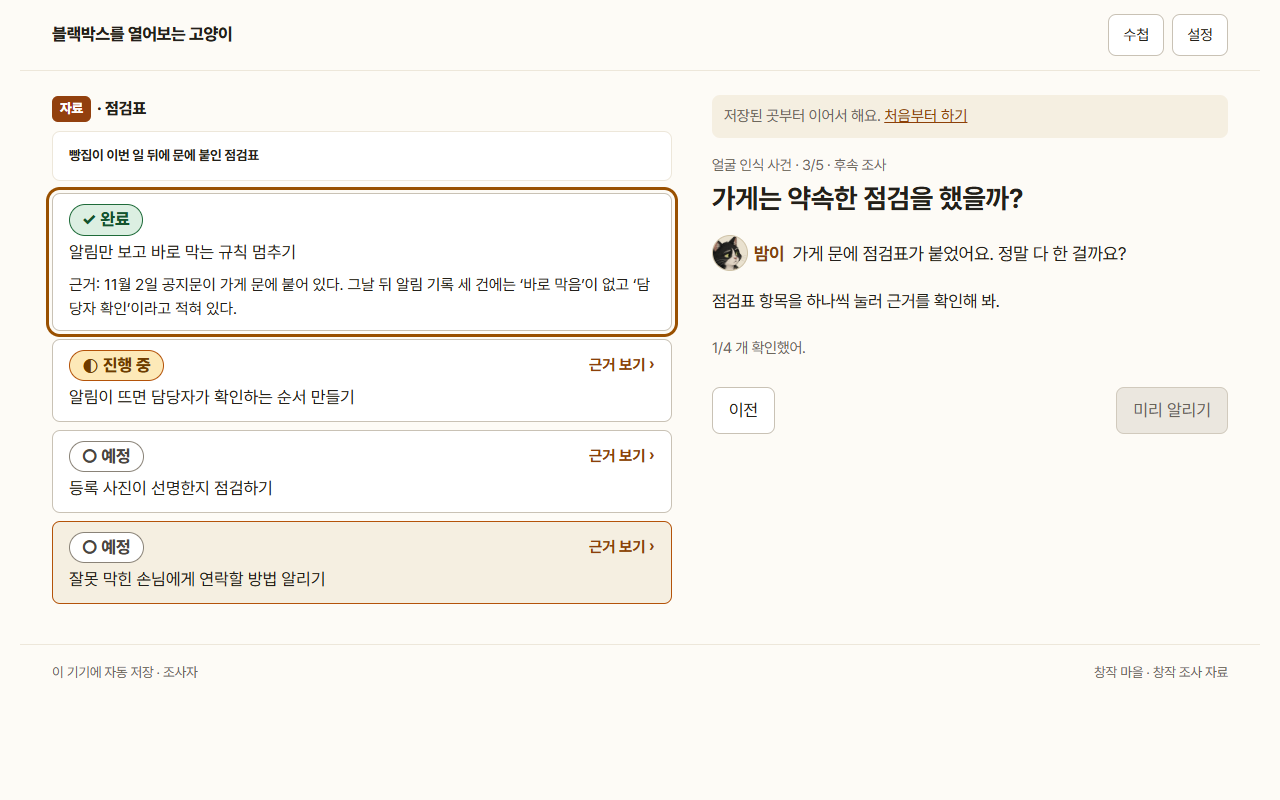 블랙박스를 열어보는 고양이
수첩
설정
자료 · 점검표
빵집이 이번 일 뒤에 문에 붙인 점검표
✓ 완료
알림만 보고 바로 막는 규칙 멈추기
근거: 11월 2일 공지문이 가게 문에 붙어 있다. 그날 뒤 알림 기록 세 건에는 ‘바로 막음’이 없고 ‘담
당자 확인’이라고 적혀 있다.
◐ 진행 중
근거 보기 ›
알림이 뜨면 담당자가 확인하는 순서 만들기
○ 예정
근거 보기 ›
등록 사진이 선명한지 점검하기
○ 예정
근거 보기 ›
잘못 막힌 손님에게 연락할 방법 알리기
저장된 곳부터 이어서 해요. 처음부터 하기
얼굴 인식 사건 · 3/5 · 후속 조사
가게는 약속한 점검을 했을까?
밤이 가게 문에 점검표가 붙었어요. 정말 다 한 걸까요?
점검표 항목을 하나씩 눌러 근거를 확인해 봐.
1/4 개 확인했어.
이전
미리 알리기
이 기기에 자동 저장 · 조사자
창작 마을 · 창작 조사 자료